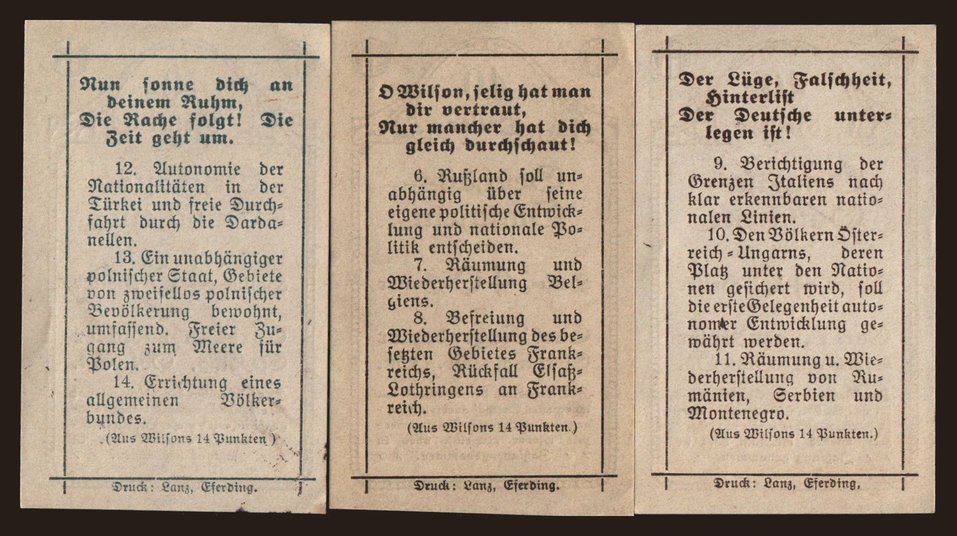 Nun sonne dich an
deinem Ruhm,
Die Rache folgt! Die
Zeit geht um.
12. Autonomie der
Nationalitäten in der
Türkei und freie Durch-
fahrt durch die Darda-
nellen.
13. Ein unabhängiger
polnischer Staat, Gebiete
von zweifellos polnischer
Bevölkerung bewohnt,
umfassend. Freier Zu-
gang zum Meere für
Polen.
14. Errichtung eines
allgemeinen Völker-
bundes.
(Aus Wilsons 14 Punkten)
Druck: Lanz, Eferding.
O Wilson, selig hat man
dir vertraut,
Nur mancher hat dich
gleich durchschaut!
6. Rußland soll un-
abhängig über seine
eigene politische Entwick-
lung und nationale Po-
litik entscheiden.
7. Räumung und
Wiederherstellung Bel-
giens.
8. Befreiung und
Wiederherstellung des be-
setzten Gebietes Frank-
reichs, Rückfall Elsaß-
Lothringens an Frank-
reich.
(Aus Wilsons 14 Punkten.)
Druck: Lanz, Eferding.
Der Lüge, Falschheit,
Hinterlist
Der Deutsche unter-
legen ist!
9. Berichtigung der
Grenzen Italiens nach
klar erkennbaren natio-
nalen Linien.
10. Den Völkern Öster-
reich-Ungarns, deren
Platz unter den Natio-
nen gesichert wird, soll
die erste Gelegenheit auto-
nomer Entwicklung ge-
währt werden.
11. Räumung u. Wie-
derherstellung von Ru-
mänien, Serbien und
Montenegro.
(Aus Wilsons 14 Punkten.)
Druck: Lanz, Eferding.